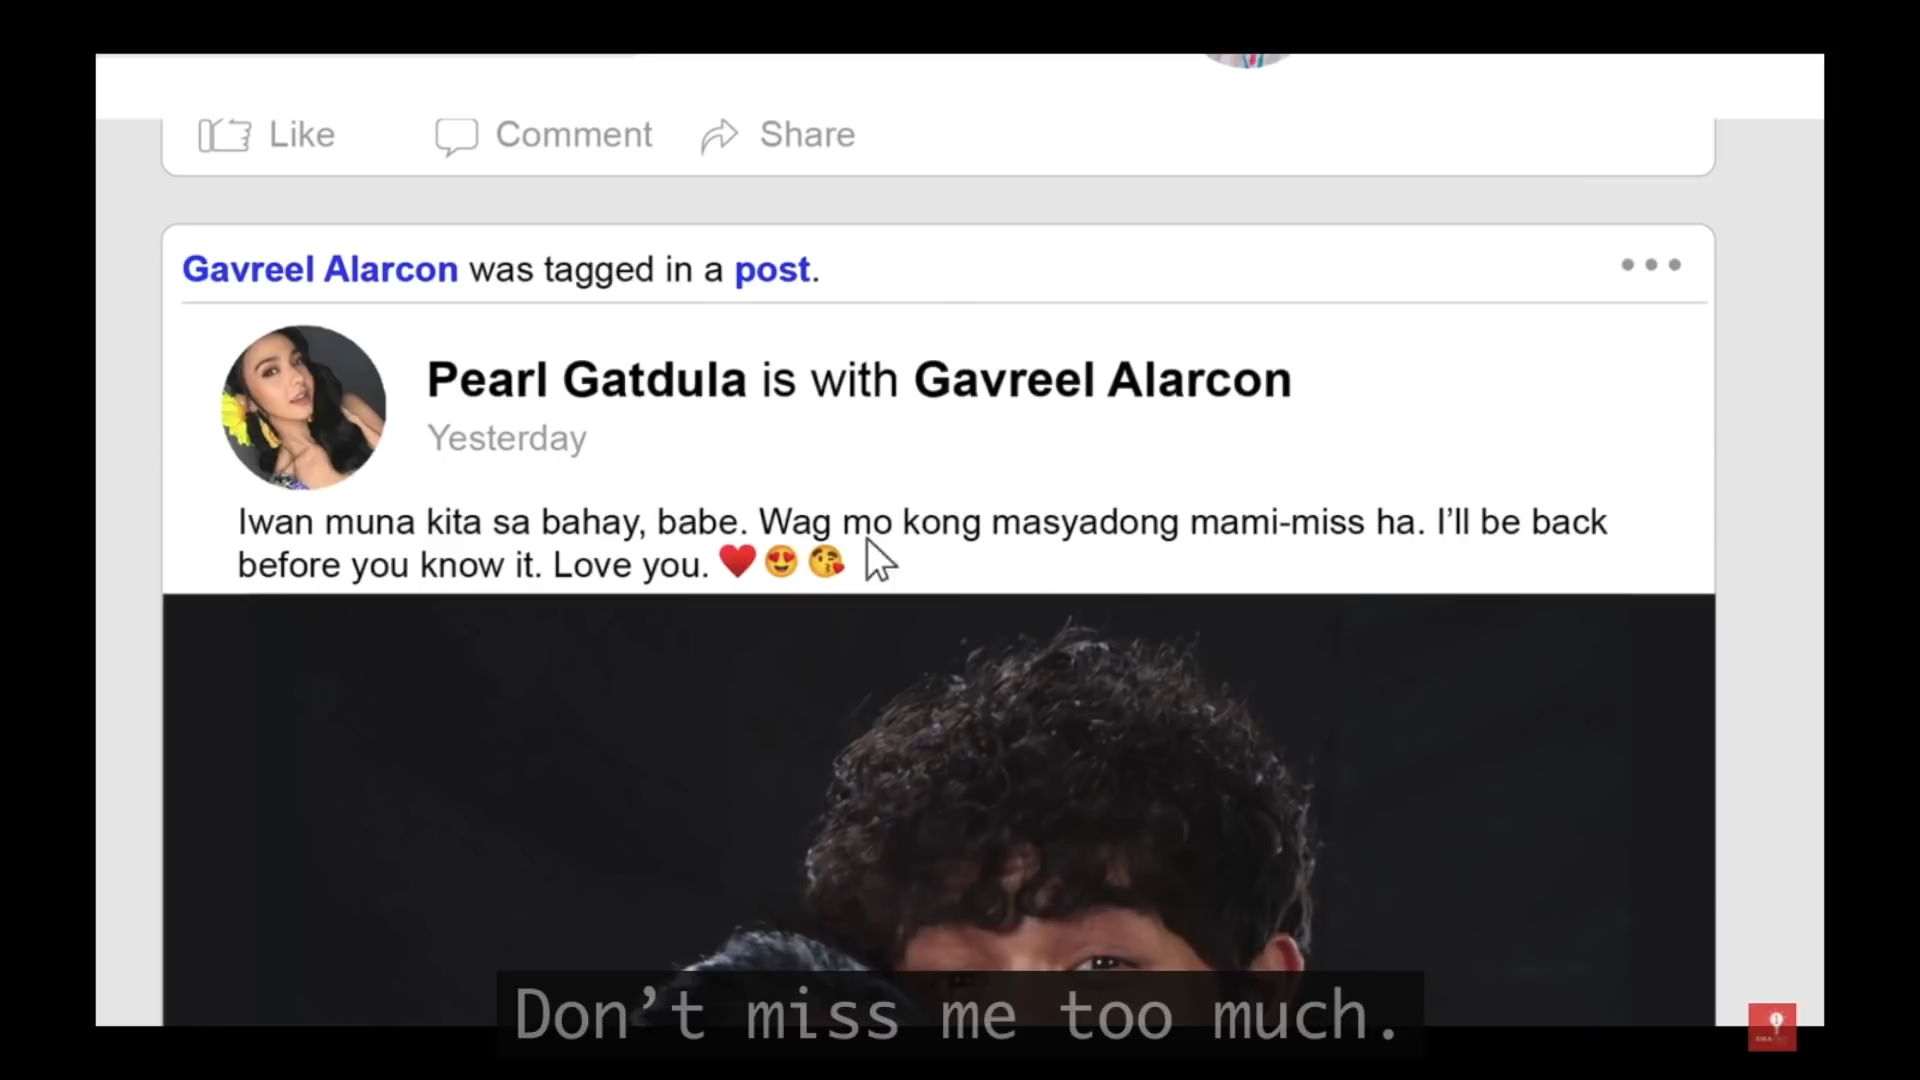 Like Comment Share
Gavreel Alarcon was tagged in a post.
Pearl Gatdula is with Gavreel Alarcon
Yesterday
Iwan muna kita sa bahay, babe. Wag mo kong masyadong mami-miss ha. I’ll be back
before you know it. Love you. ❤️😍😘
Don’t miss me too much.